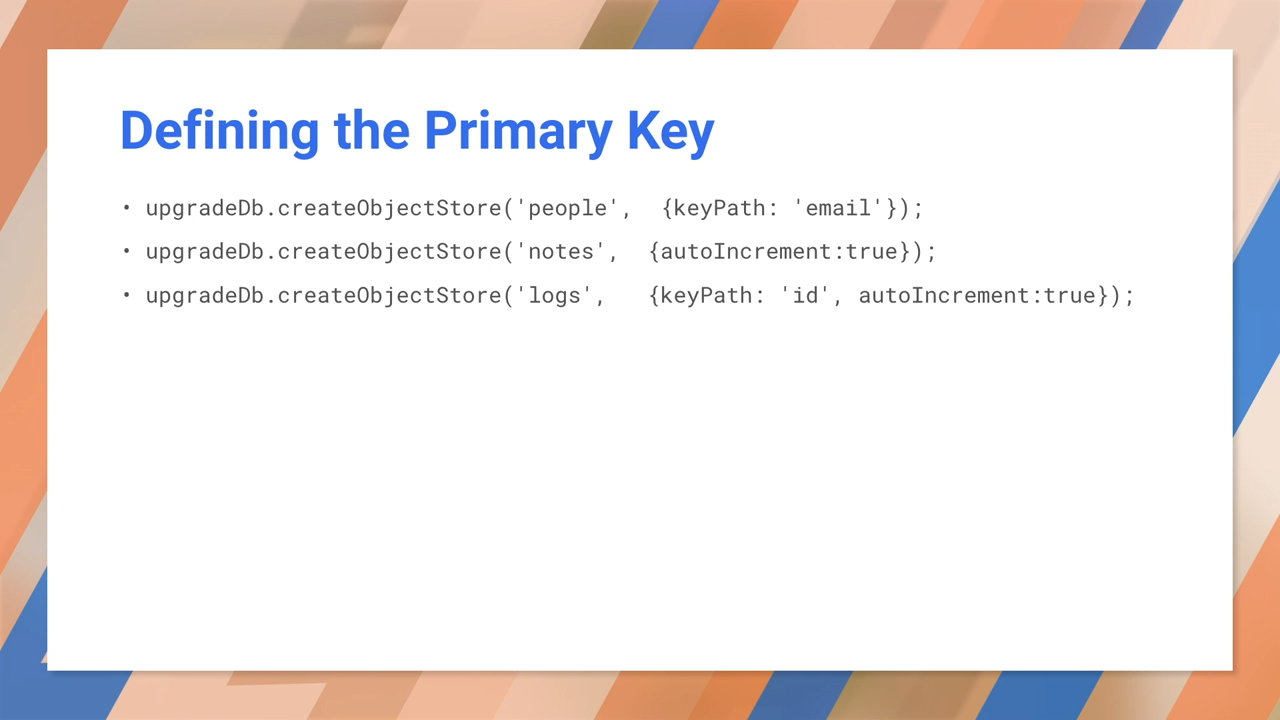 Defining the Primary Key
• upgradeDb.createObjectStore('people',  {keyPath: 'email'});
• upgradeDb.createObjectStore('notes',  {autoIncrement:true});
• upgradeDb.createObjectStore('logs',   {keyPath: 'id', autoIncrement:true});